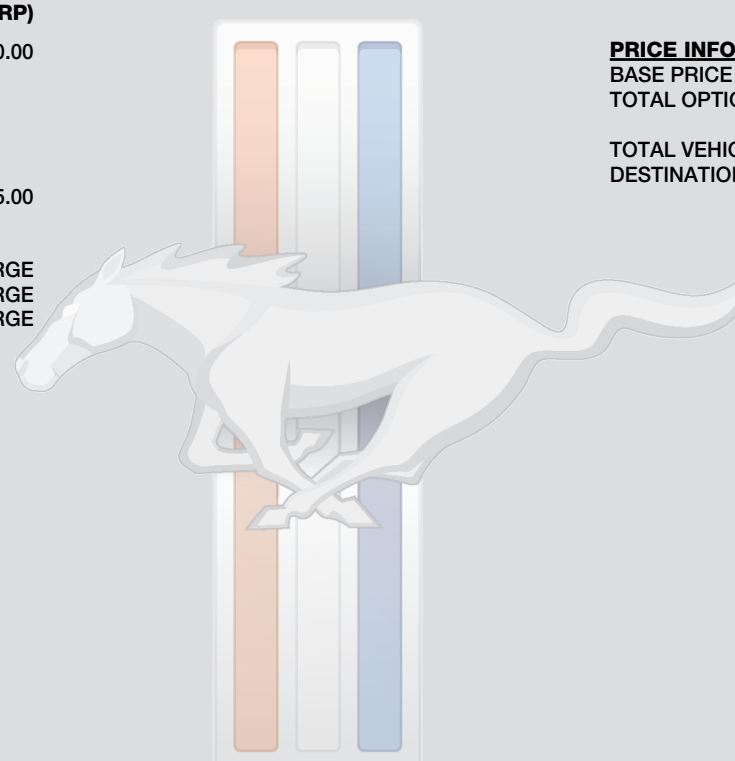 RP)
0.00
5.00
RGE
RGE
RGE
PRICE INFO
BASE PRICE
TOTAL OPTIO
TOTAL VEHIC
DESTINATION